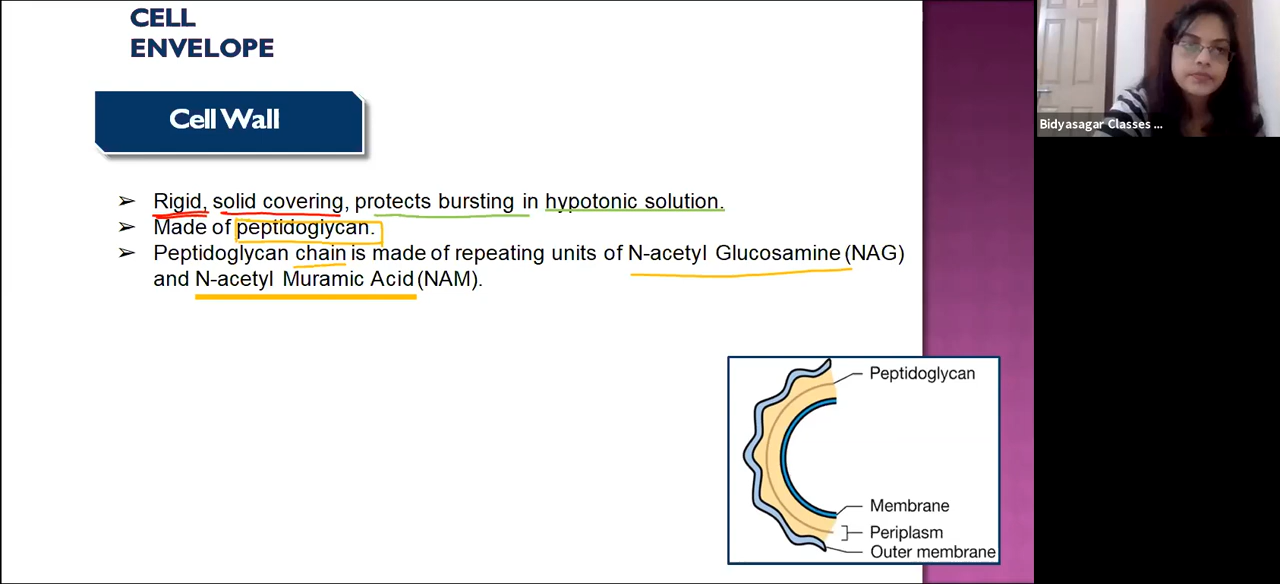 CELL
ENVELOPE
Cell Wall
➢ Rigid, solid covering, protects bursting in hypotonic solution.
➢ Made of peptidoglycan.
➢ Peptidoglycan chain is made of repeating units of N-acetyl Glucosamine (NAG)
and N-acetyl Muramic Acid (NAM).
Peptidoglycan
Membrane
Periplasm
Outer membrane
Bidyasagar Classes ...